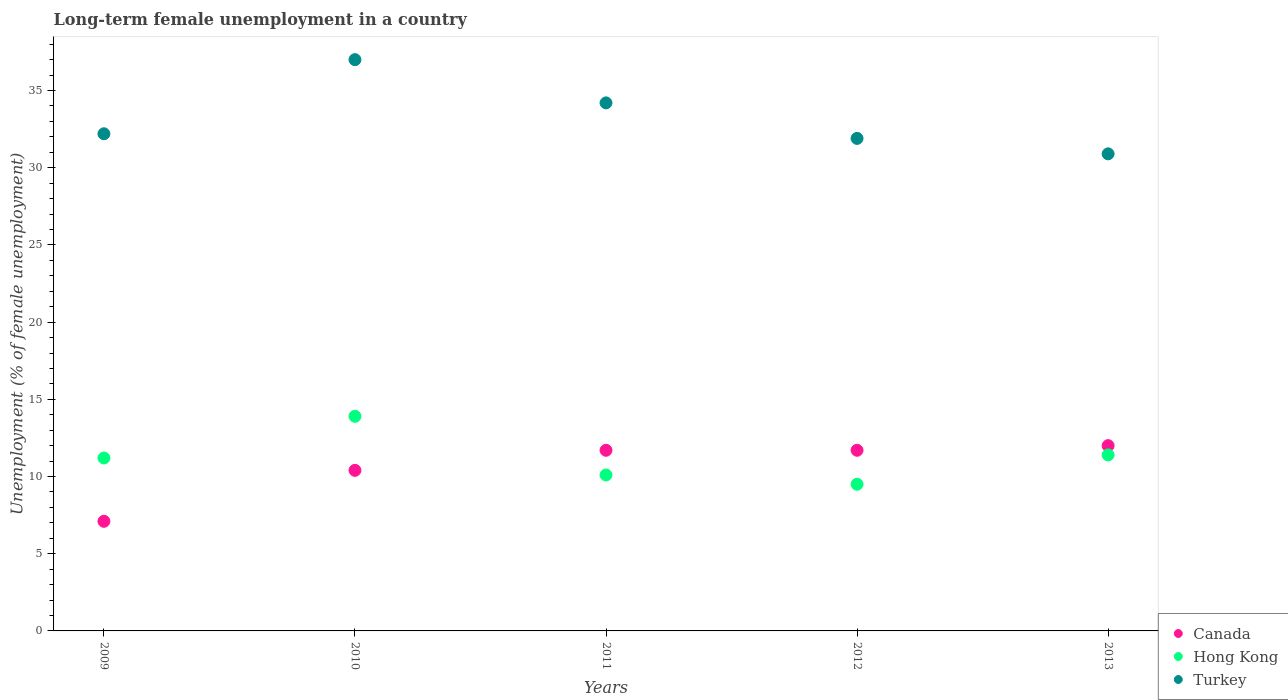 Long-term female unemployment in a country
Unemployment (% of female unemployment)
35
30
25
20
15
10
5
0
2009
2010
2011
2012
2013
Years
Canada
Hong Kong
Turkey